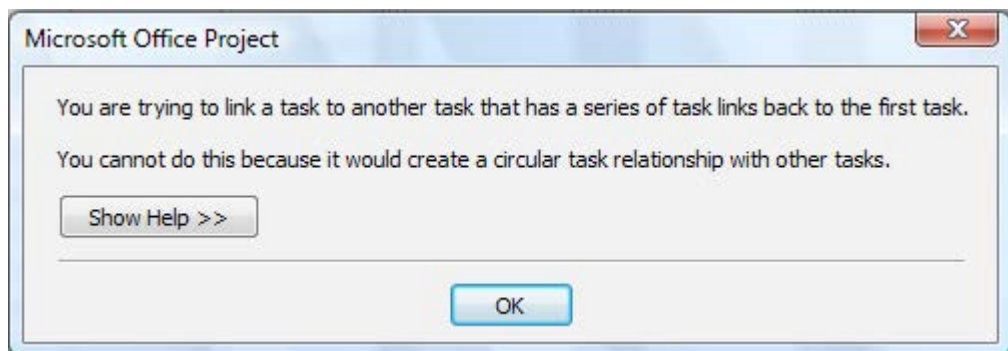 Microsoft Office Project
You are trying to link a task to another task that has a series of task links back to the first task.
You cannot do this because it would create a circular task relationship with other tasks.
Show Help >>
OK